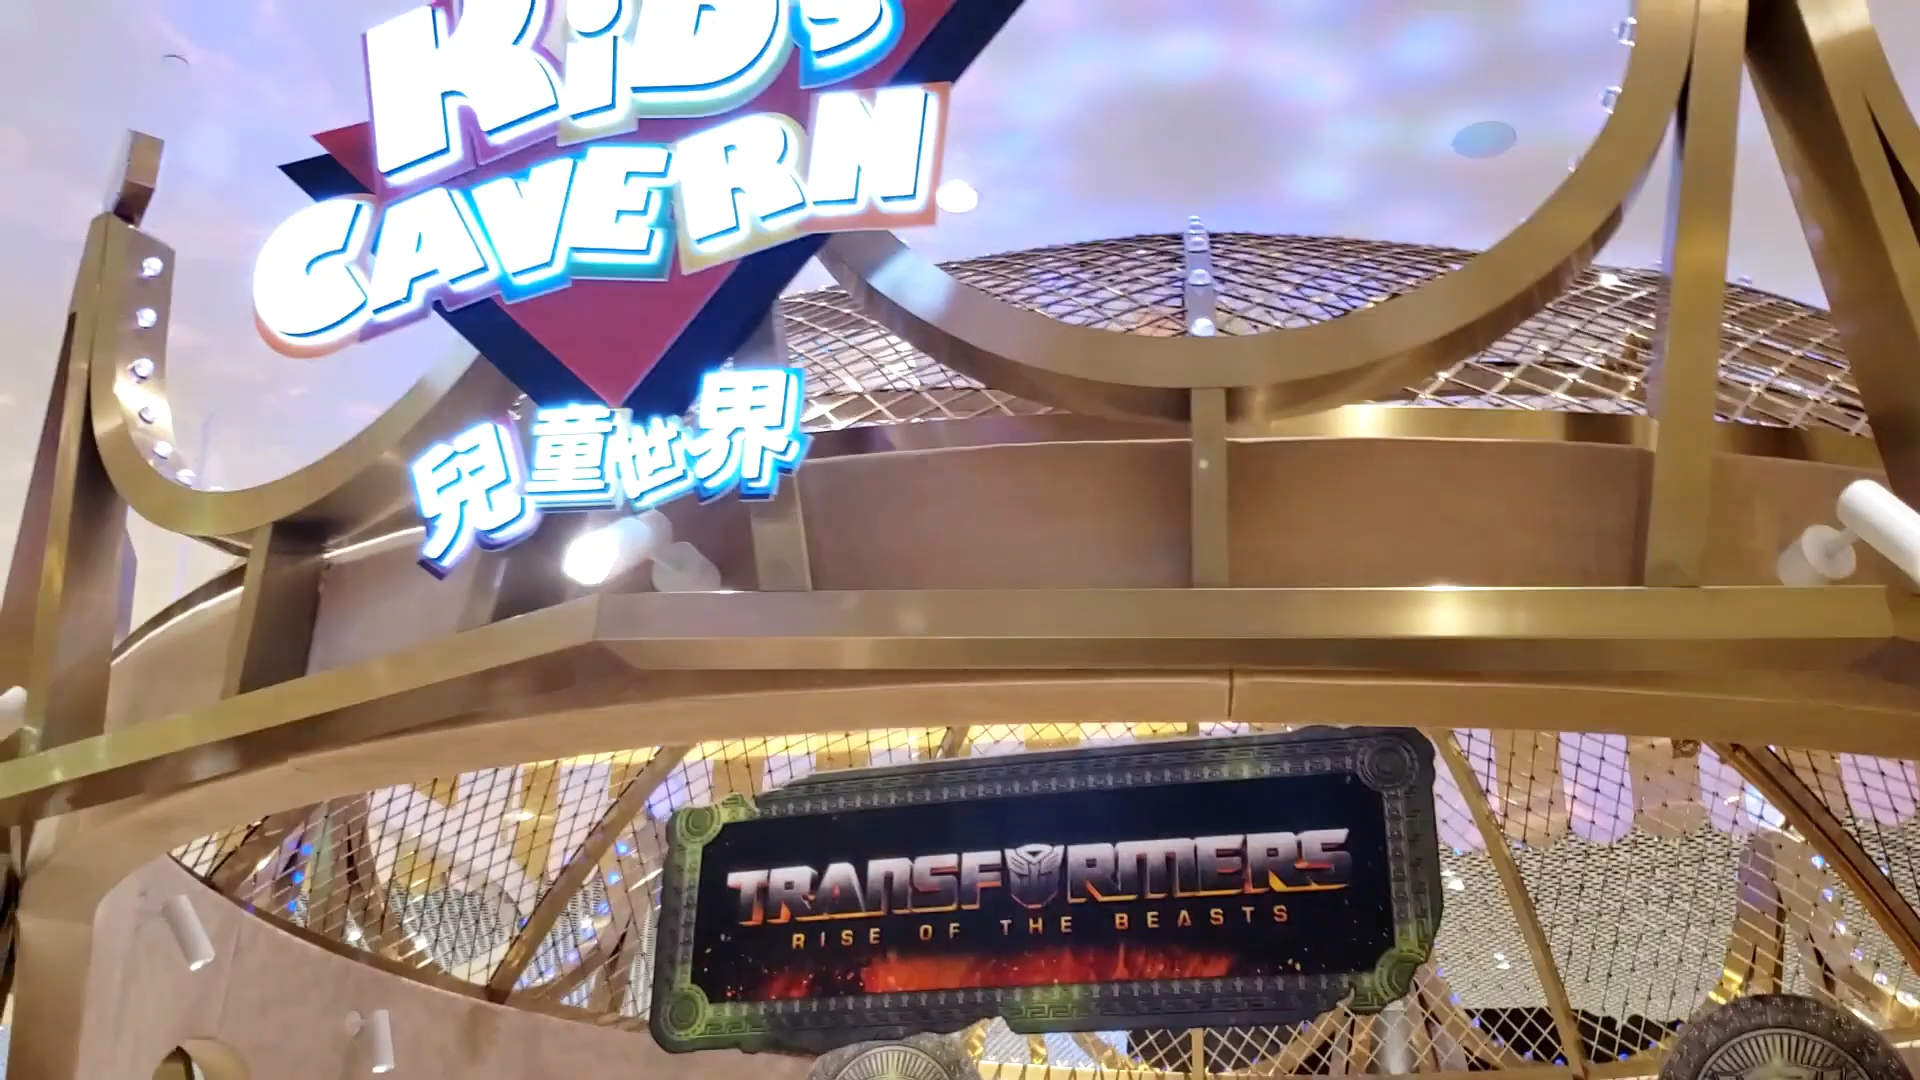 KiDS
CAVERN
兒童世界
TRANSFORMERS
RISE OF THE BEASTS